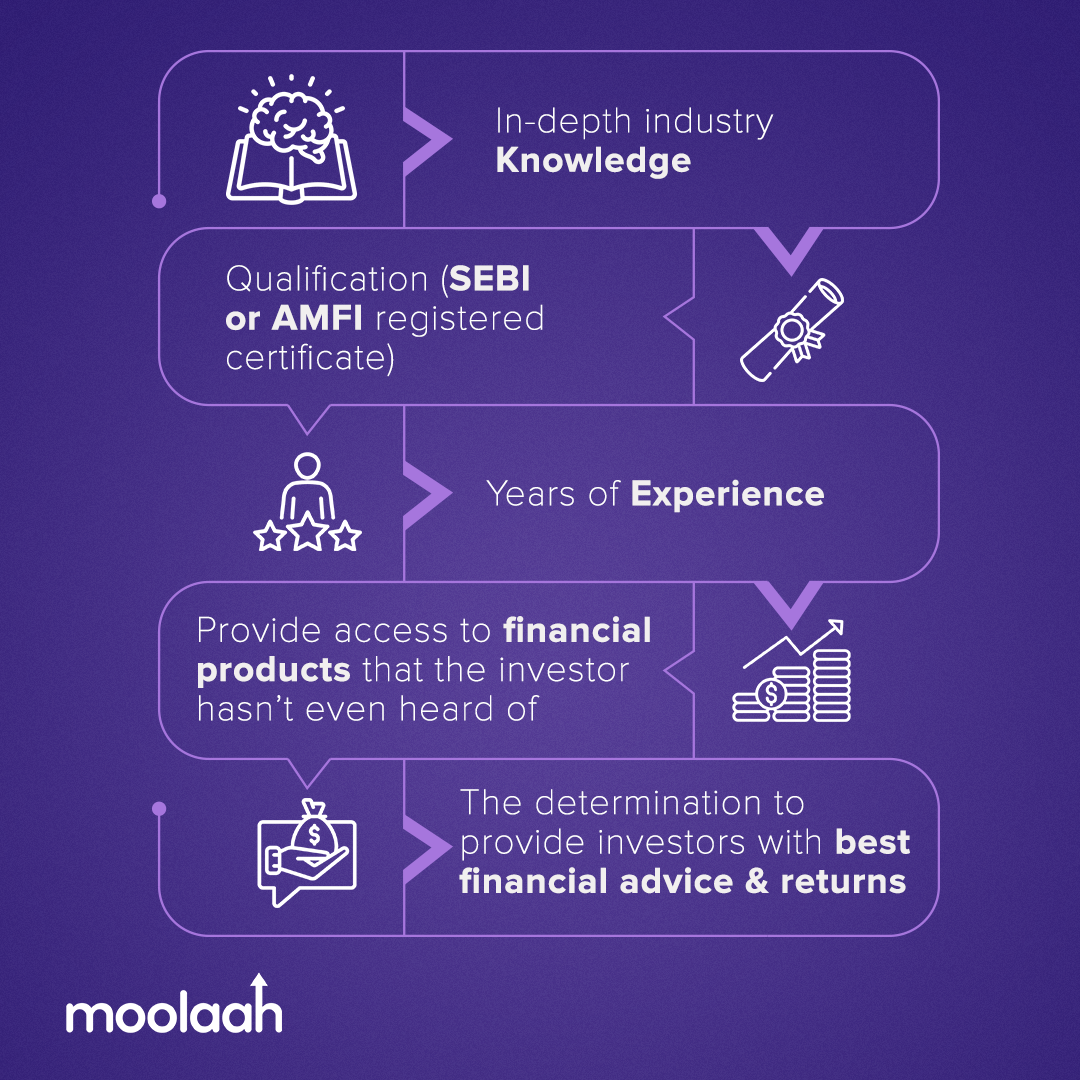 In-depth industry
Knowledge
Qualification (SEBI
or AMFI registered
certificate)
Years of Experience
Provide access to financial
products that the investor
hasn't even heard of
$
$
The determination to
provide investors with best
financial advice & returns
moolaah